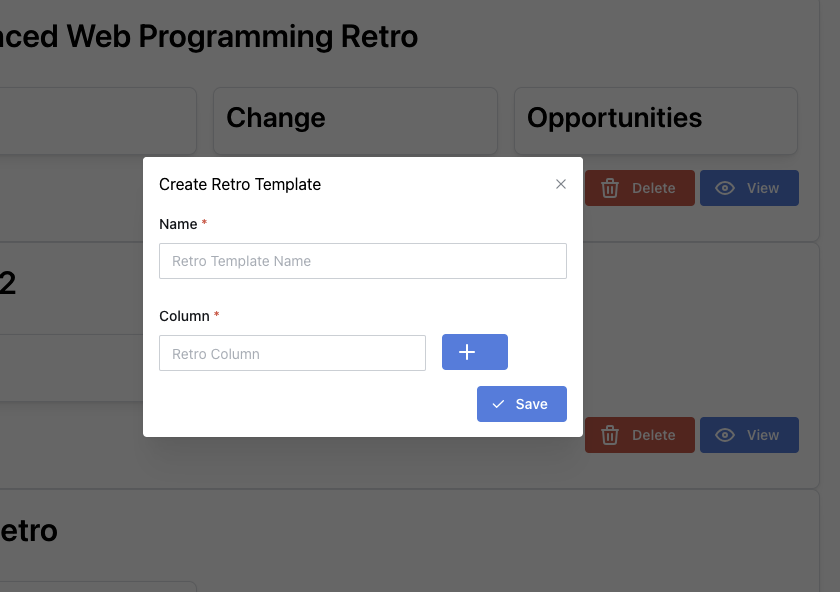 nced Web Programming Retro
Change
Opportunities
Create Retro Template
Delete
View
Name *
Retro Template Name
2
Column *
Retro Column
Save
Delete
View
etro